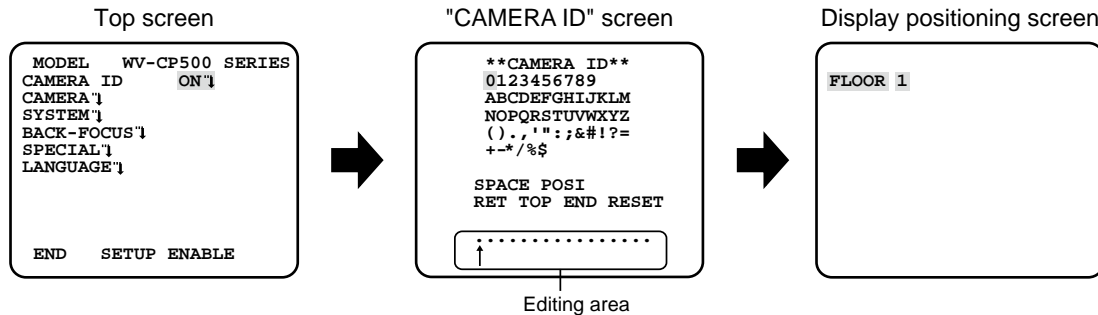 Top screen
MODEL WV-CP500 SERIES
CAMERA ID ON
CAMERA
SYSTEM
BACK-FOCUS
SPECIAL
LANGUAGE
END SETUP ENABLE
"CAMERA ID" screen
**CAMERA ID**
0123456789
ABCDEFGHIJKLM
NOPQRSTUVWXYZ
().,'":;&#!?=
+-*/%$
SPACE POSI
RET TOP END RESET
................
Editing area
Display positioning screen
FLOOR 1